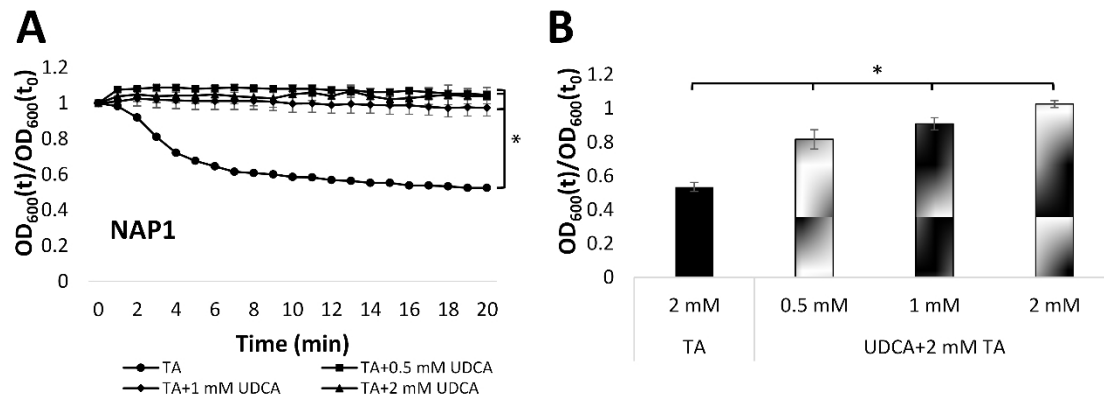 A
OD600(t)/OD600(t0)
1.2
1
0.8
0.6
0.4
0.2
0
*
NAP1
0 2 4 6 8 10 12 14 16 18 20
Time (min)
TA TA+0.5 mM UDCA
TA+1 mM UDCA TA+2 mM UDCA
B
OD600(t)/OD600(t0)
1.2
1
0.8
0.6
0.4
0.2
0
*
2 mM 0.5 mM 1 mM 2 mM
TA UDCA+2 mM TA